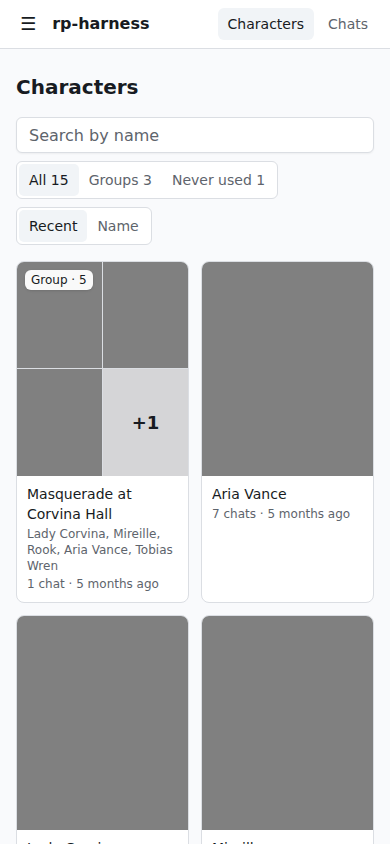 ☰ rp-harness Characters Chats
Characters
Search by name
All 15 Groups 3 Never used 1
Recent Name
Group · 5
+1
Masquerade at
Corvina Hall
Lady Corvina, Mireille,
Rook, Aria Vance, Tobias
Wren
1 chat · 5 months ago
Aria Vance
7 chats · 5 months ago